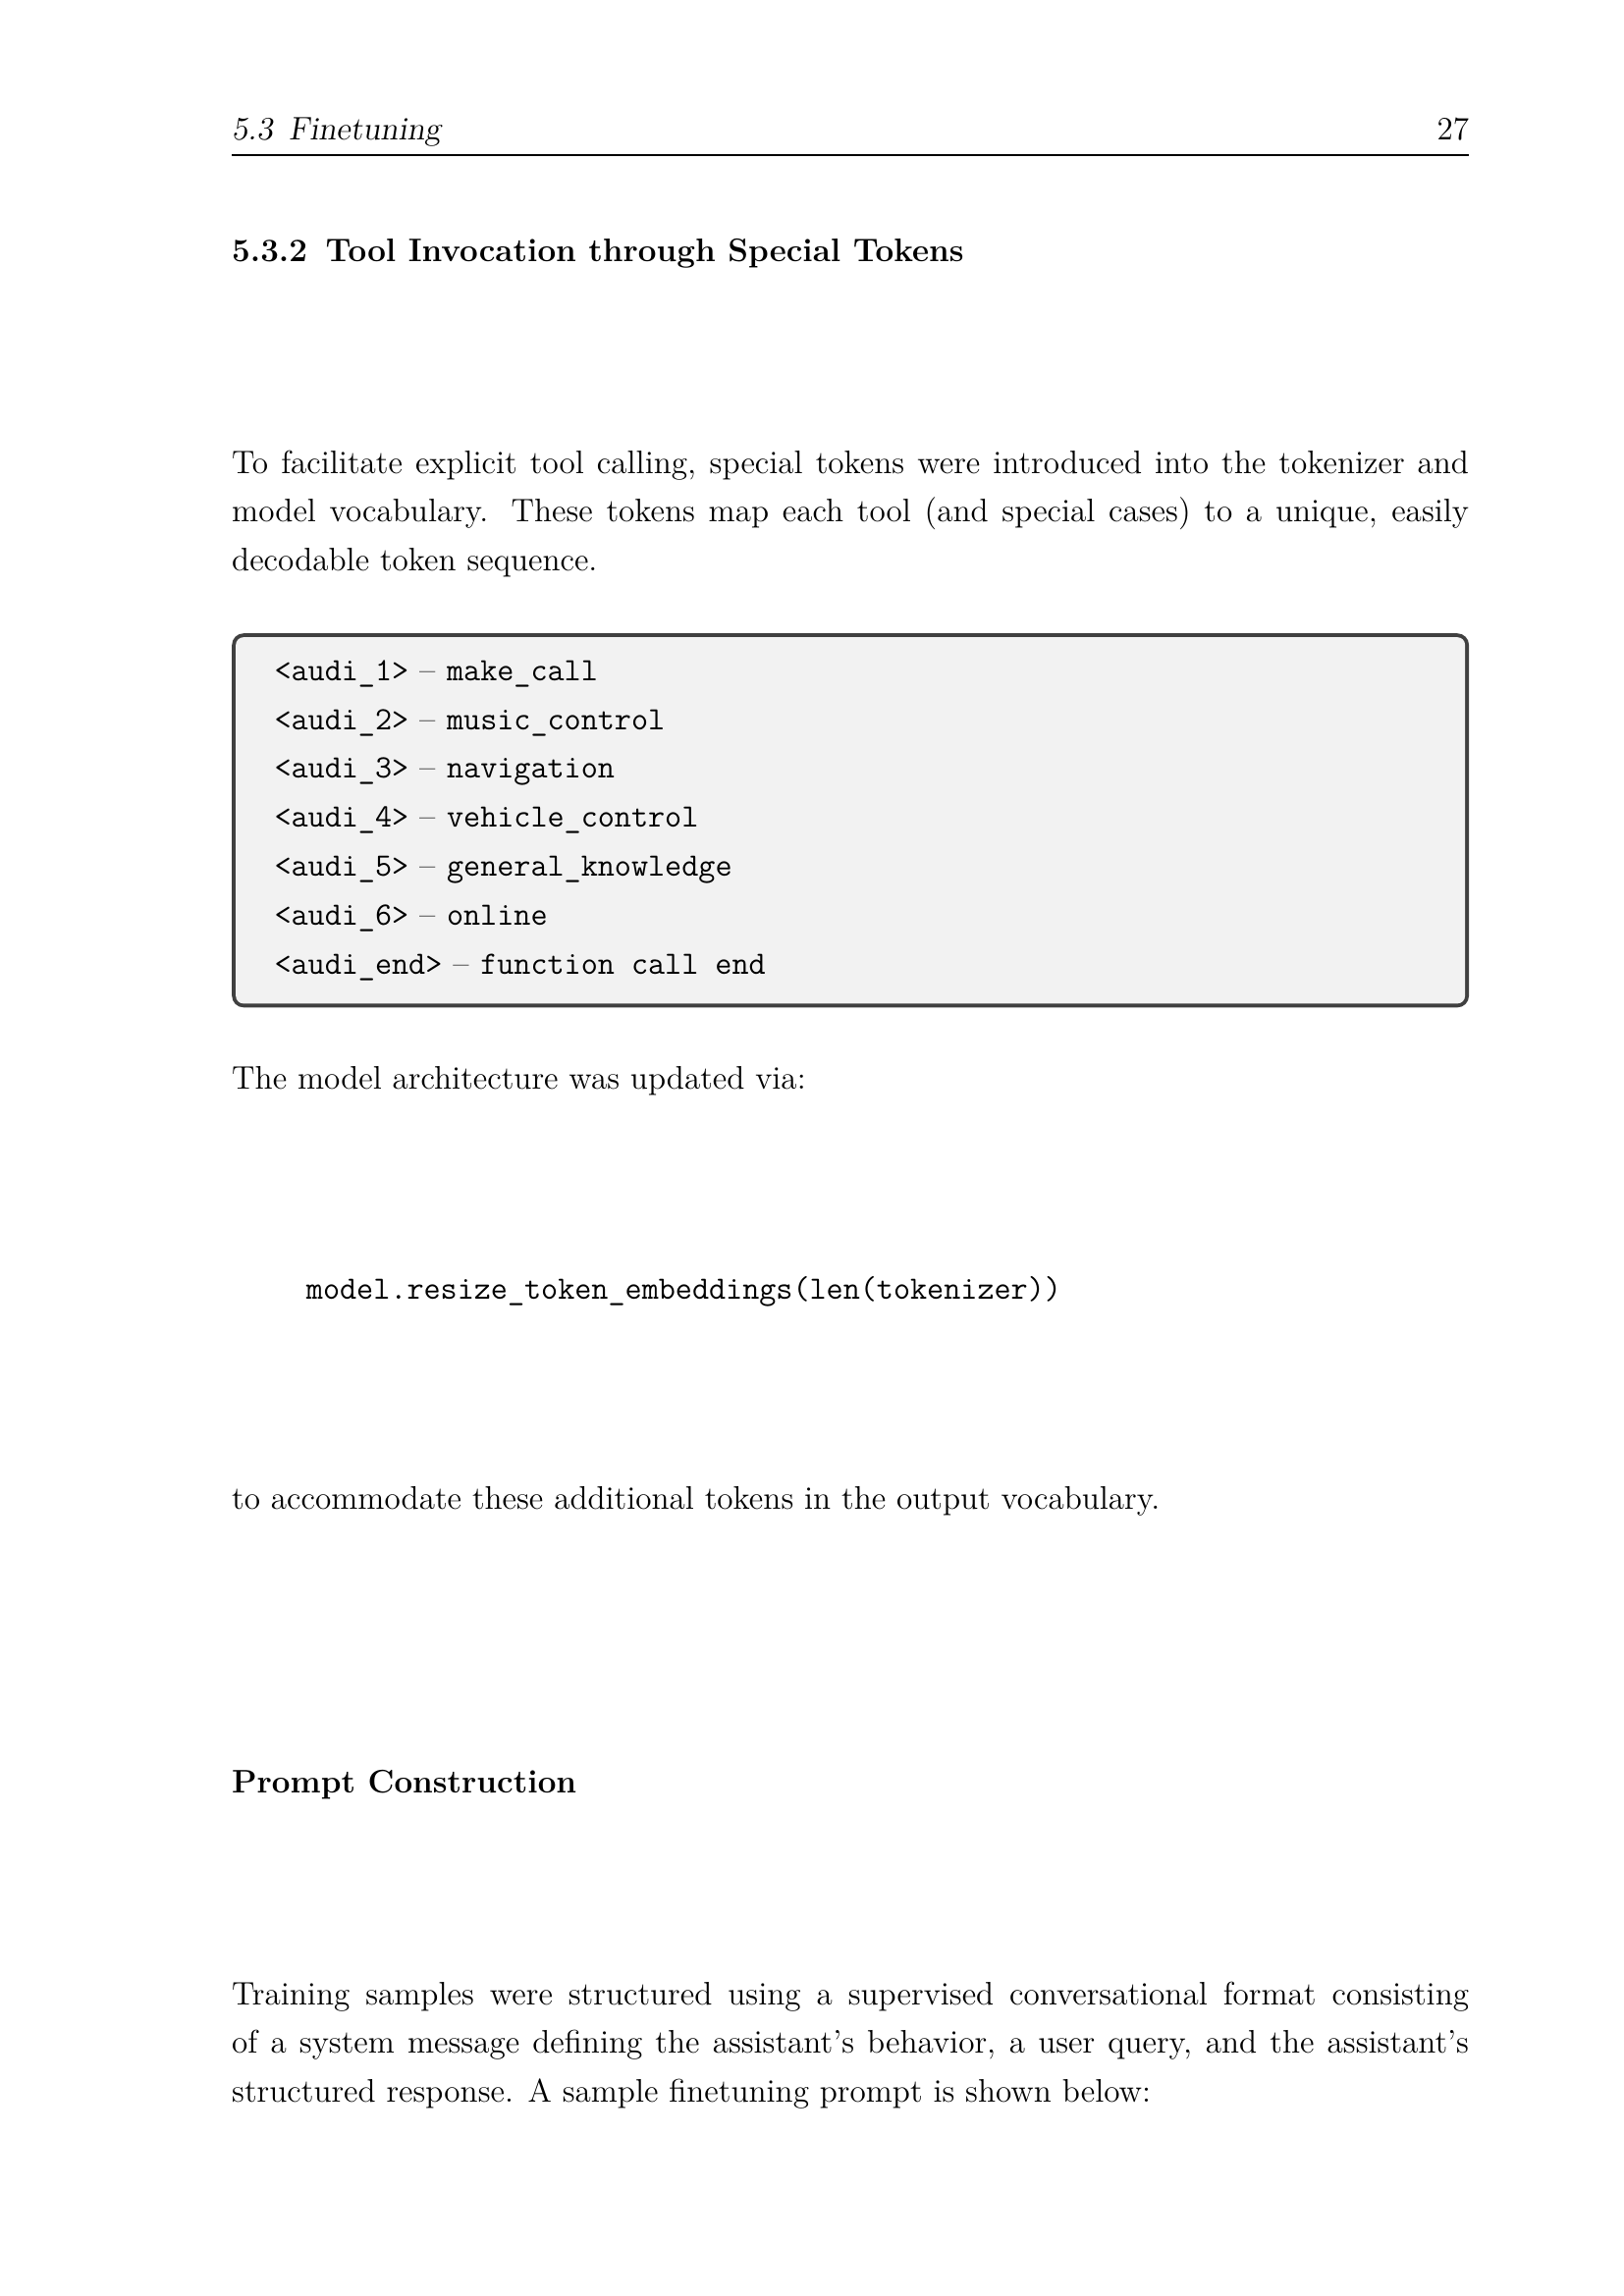 5.3 Finetuning 27
5.3.2 Tool Invocation through Special Tokens
To facilitate explicit tool calling, special tokens were introduced into the tokenizer and
model vocabulary. These tokens map each tool (and special cases) to a unique, easily
decodable token sequence.
<audi_1> – make_call
<audi_2> – music_control
<audi_3> – navigation
<audi_4> – vehicle_control
<audi_5> – general_knowledge
<audi_6> – online
<audi_end> – function call end
The model architecture was updated via:
model.resize_token_embeddings(len(tokenizer))
to accommodate these additional tokens in the output vocabulary.
Prompt Construction
Training samples were structured using a supervised conversational format consisting
of a system message defining the assistant's behavior, a user query, and the assistant's
structured response. A sample finetuning prompt is shown below: